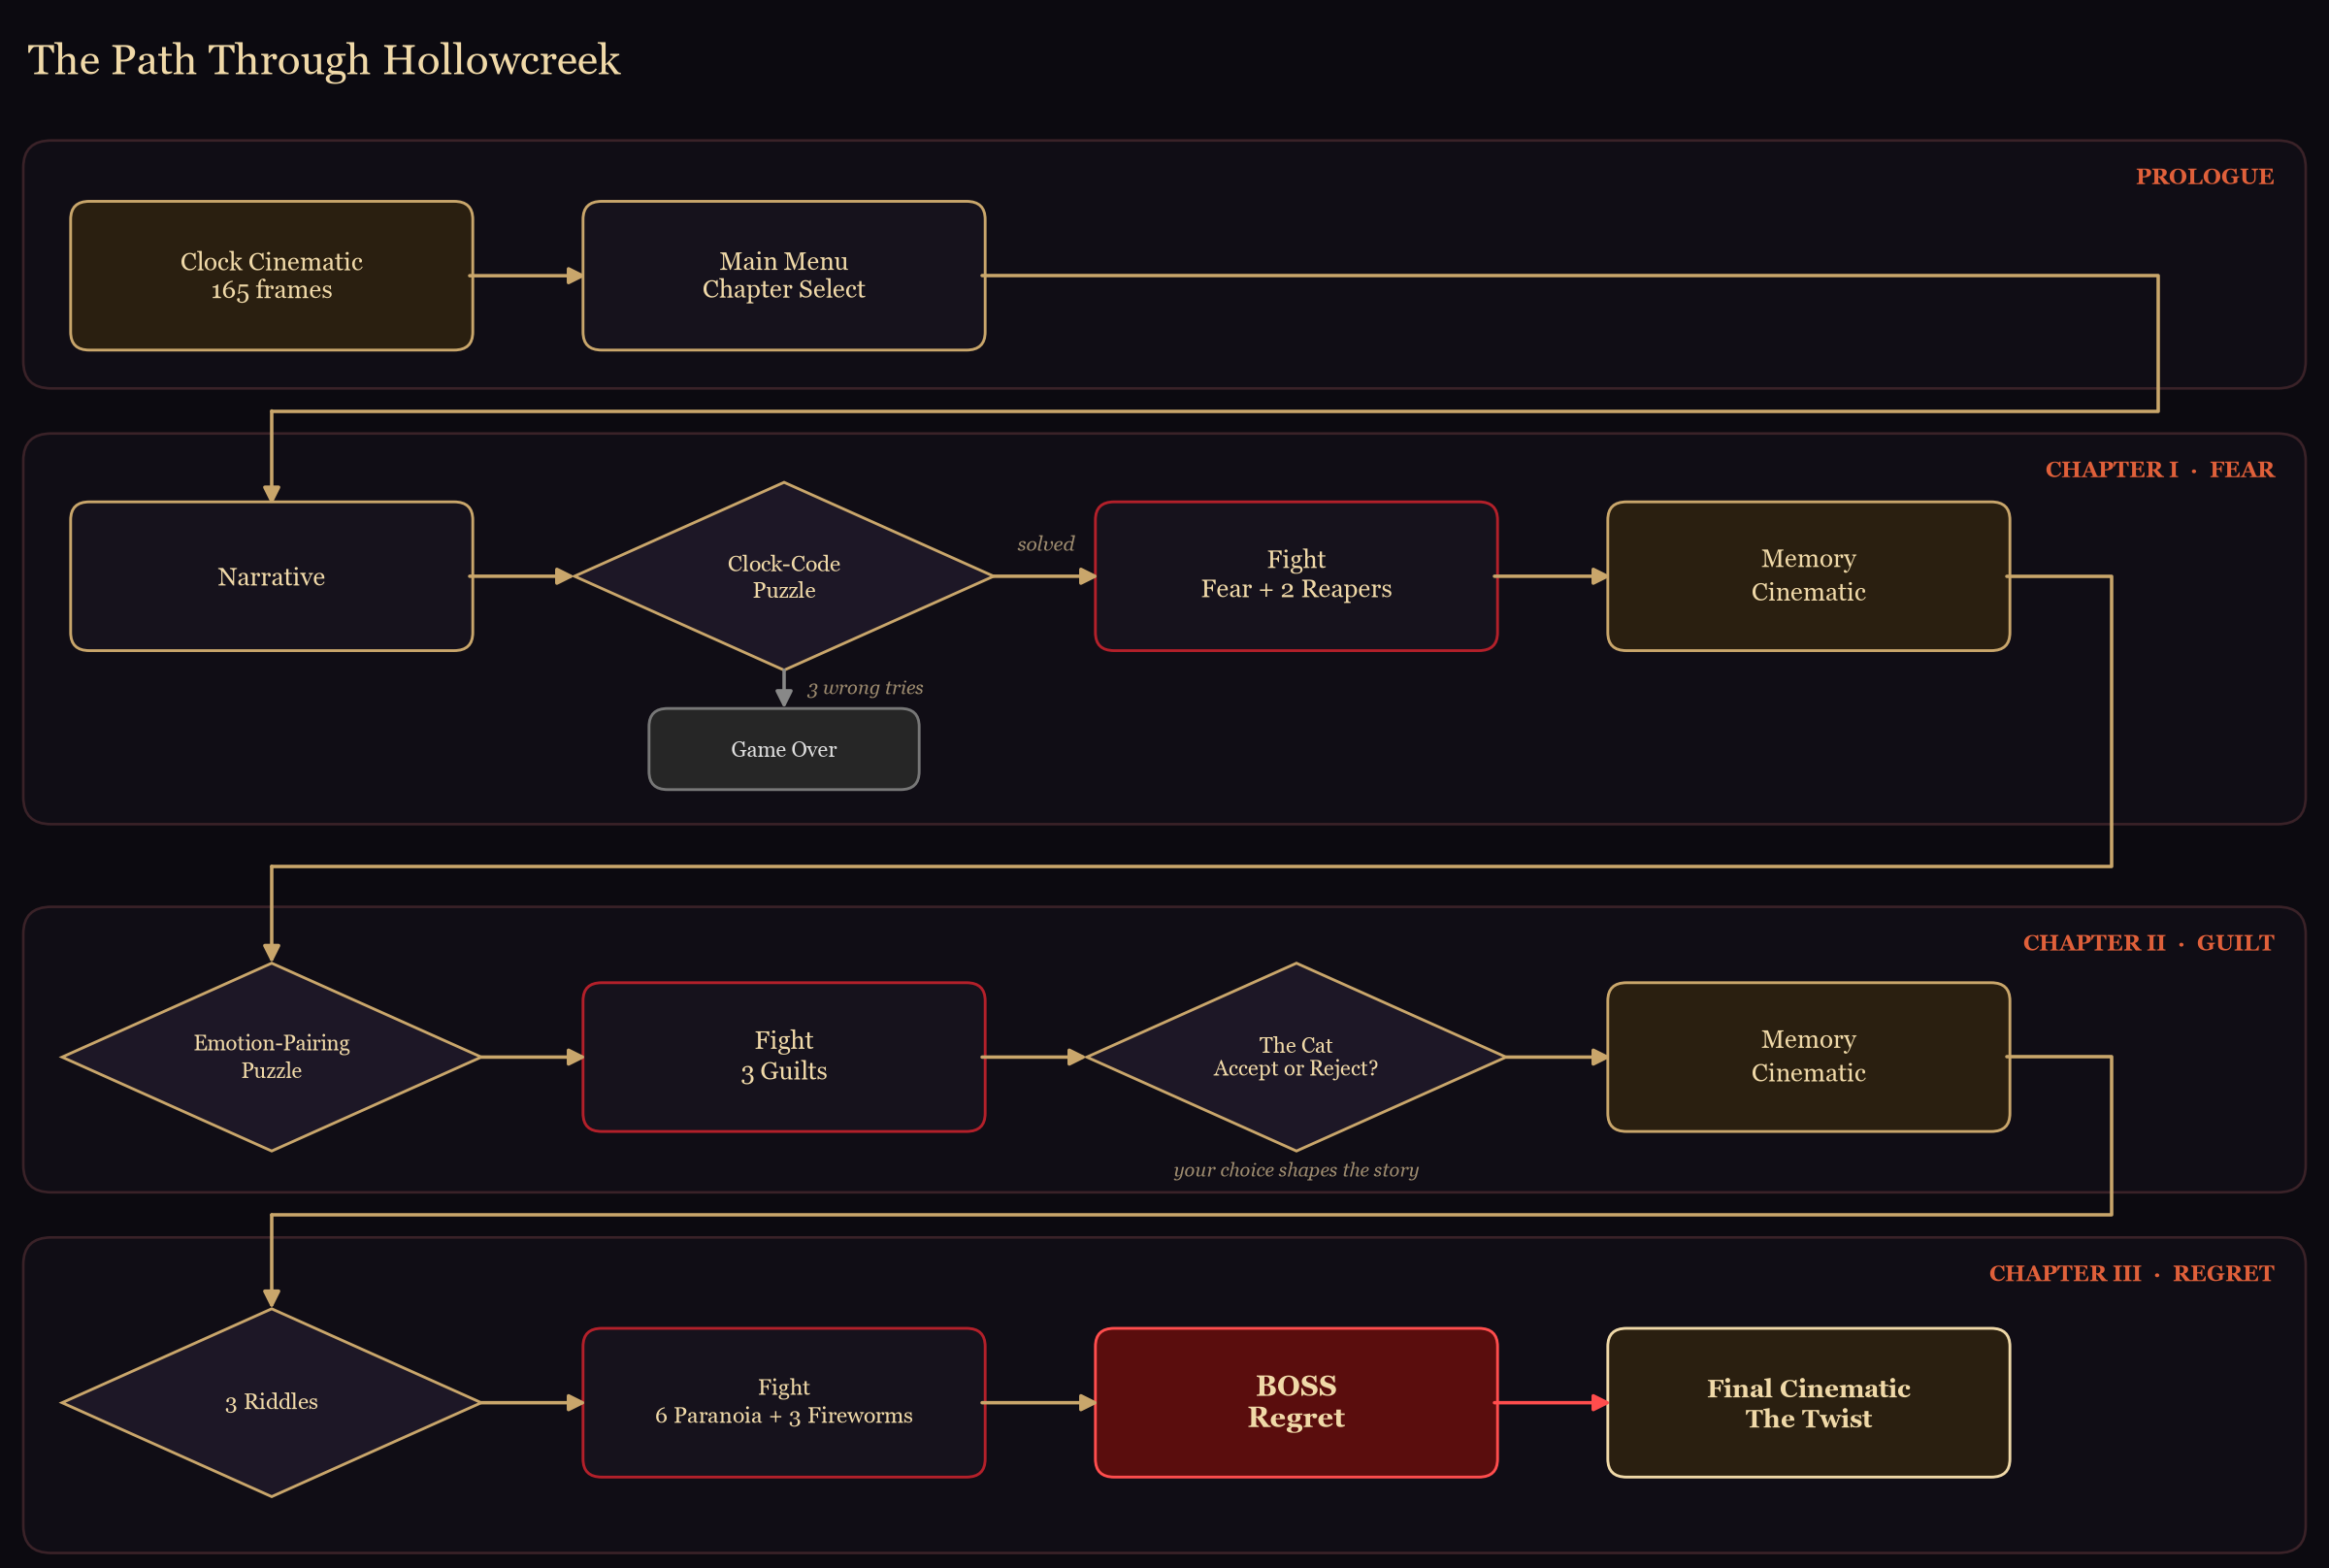 The Path Through Hollowcreek
PROLOGUE
Clock Cinematic
165 frames
Main Menu
Chapter Select
CHAPTER I · FEAR
Narrative
Clock-Code
Puzzle
solved
Fight
Fear + 2 Reapers
Memory
Cinematic
3 wrong tries
Game Over
CHAPTER II · GUILT
Emotion-Pairing
Puzzle
Fight
3 Guilts
The Cat
Accept or Reject?
Memory
Cinematic
your choice shapes the story
CHAPTER III · REGRET
3 Riddles
Fight
6 Paranoia + 3 Fireworms
BOSS
Regret
Final Cinematic
The Twist